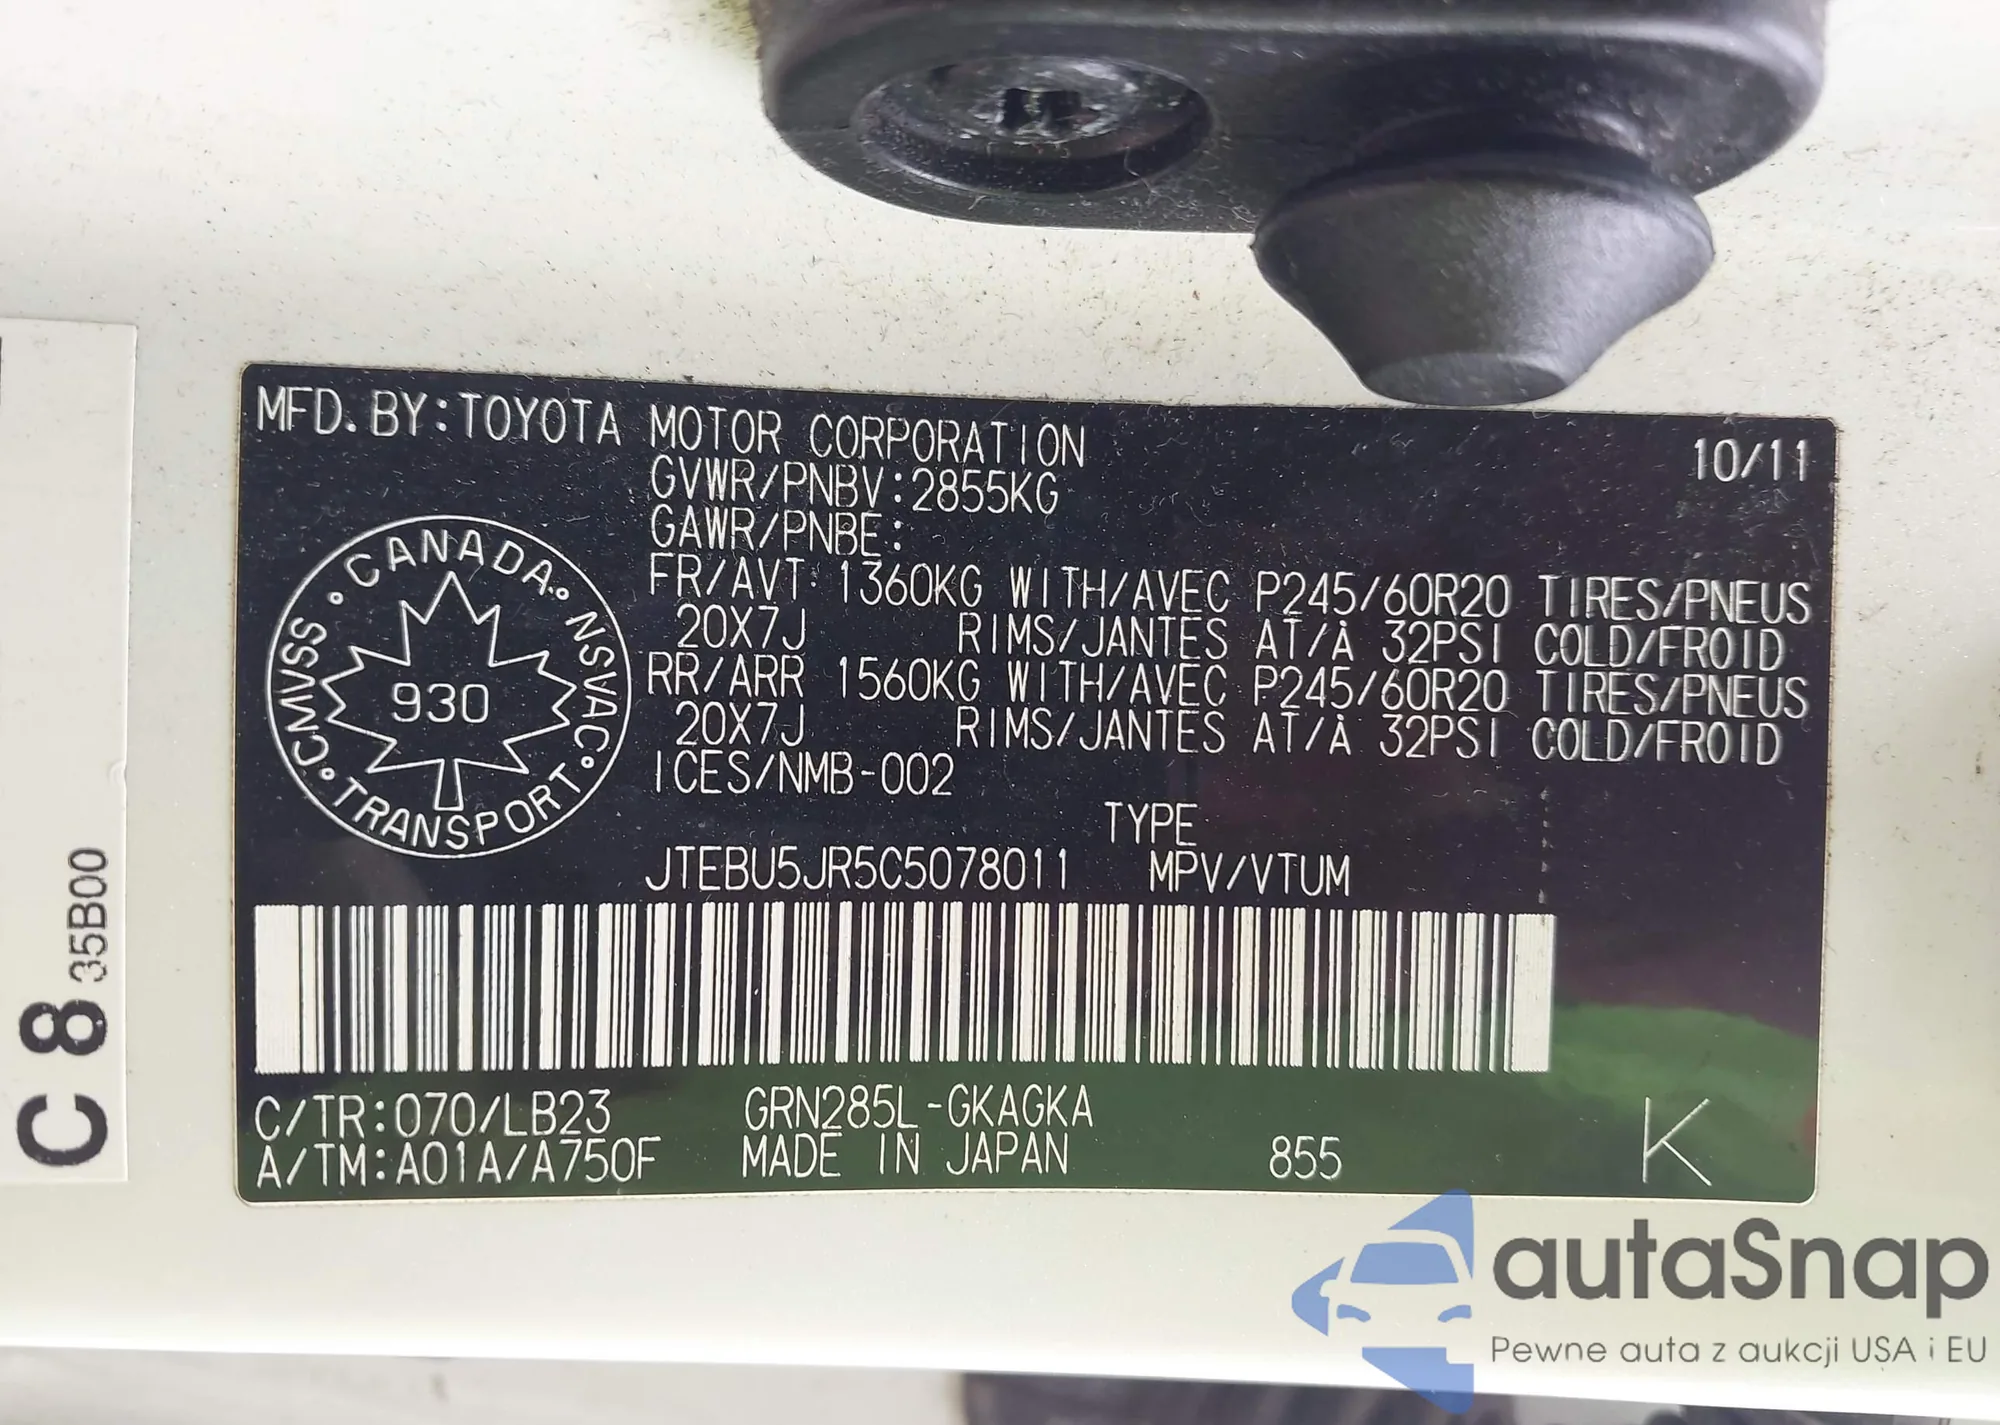 MFD. BY:TOYOTA MOTOR CORPORATION 10/11
GVWR/PNBV:2855KG
GAWR/PNBE:
FR/AVT 1360KG WITH/AVEC P245/60R20 TIRES/PNEUS
20X7J RIMS/JANTES AT/À 32PSI COLD/FROID
RR/ARR 1560KG WITH/AVEC P245/60R20 TIRES/PNEUS
20X7J RIMS/JANTES AT/À 32PSI COLD/FROID
ICES/NMB-002
CANADA • NSVAC • TRANSPORT • CMVSS •
930
TYPE
JTEBU5JR5C5078011 MPV/VTUM
C/TR:070/LB23 GRN285L-GKAGKA
A/TM:A01A/A750F MADE IN JAPAN 855 K
C 8 35B00
autaSnap
Pewne auta z aukcji USA i EU